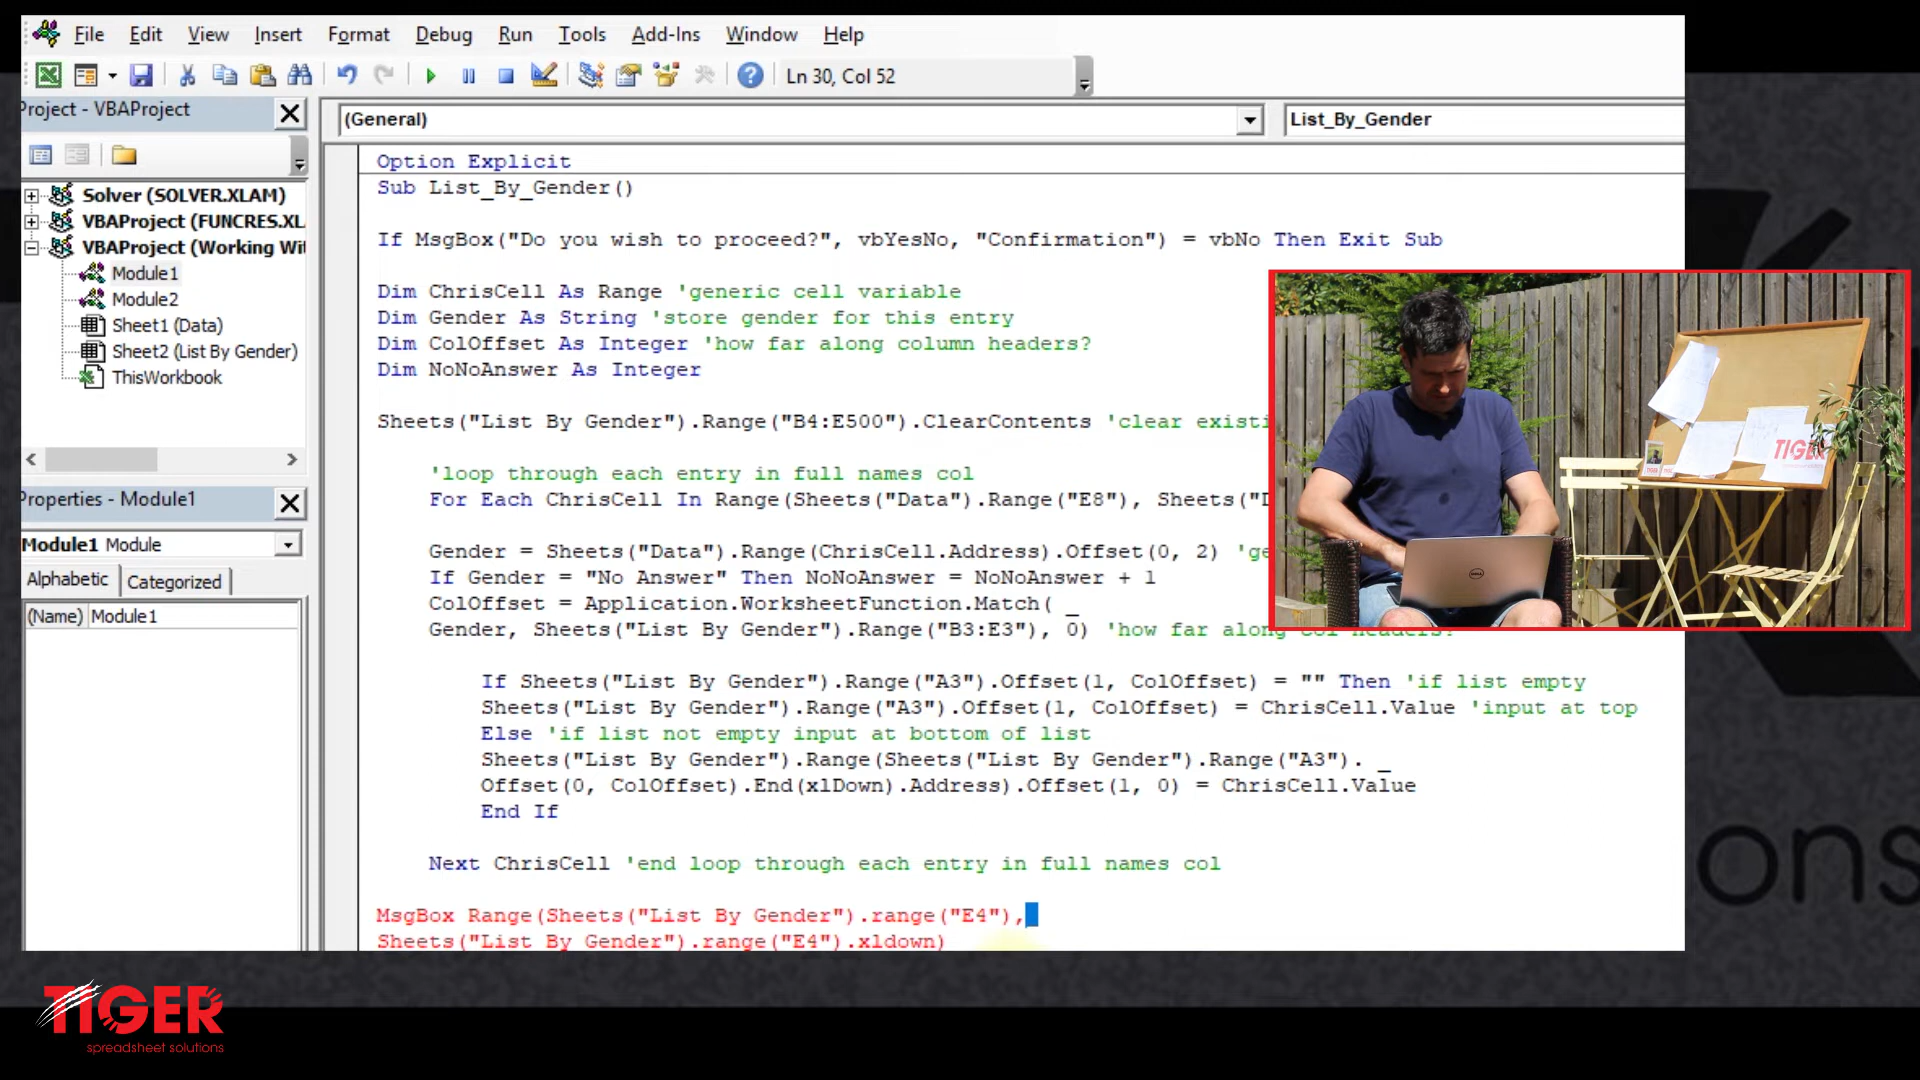 File Edit View Insert Format Debug Run Tools Add-Ins Window Help
Ln 30, Col 52
Project - VBAProject
(General)
List_By_Gender
Solver (SOLVER.XLAM)
VBAProject (FUNCRES.XL
VBAProject (Working Wit
Module1
Module2
Sheet1 (Data)
Sheet2 (List By Gender)
ThisWorkbook
Properties - Module1
Module1 Module
Alphabetic Categorized
(Name) Module1
Option Explicit
Sub List_By_Gender()
If MsgBox("Do you wish to proceed?", vbYesNo, "Confirmation") = vbNo Then Exit Sub
Dim ChrisCell As Range 'generic cell variable
Dim Gender As String 'store gender for this entry
Dim ColOffset As Integer 'how far along column headers?
Dim NoNoAnswer As Integer
Sheets("List By Gender").Range("B4:E500").ClearContents 'clear existi
'loop through each entry in full names col
For Each ChrisCell In Range(Sheets("Data").Range("E8"), Sheets("D
Gender = Sheets("Data").Range(ChrisCell.Address).Offset(0, 2) 'ge
If Gender = "No Answer" Then NoNoAnswer = NoNoAnswer + 1
ColOffset = Application.WorksheetFunction.Match( _
Gender, Sheets("List By Gender").Range("B3:E3"), 0) 'how far along col headers?
If Sheets("List By Gender").Range("A3").Offset(1, ColOffset) = "" Then 'if list empty
Sheets("List By Gender").Range("A3").Offset(1, ColOffset) = ChrisCell.Value 'input at top
Else 'if list not empty input at bottom of list
Sheets("List By Gender").Range(Sheets("List By Gender").Range("A3"). _
Offset(0, ColOffset).End(xlDown).Address).Offset(1, 0) = ChrisCell.Value
End If
Next ChrisCell 'end loop through each entry in full names col
MsgBox Range(Sheets("List By Gender").range("E4"),
Sheets("List By Gender").range("E4").xldown)
TIGER
DELL
TIGER
spreadsheet solutions
ons